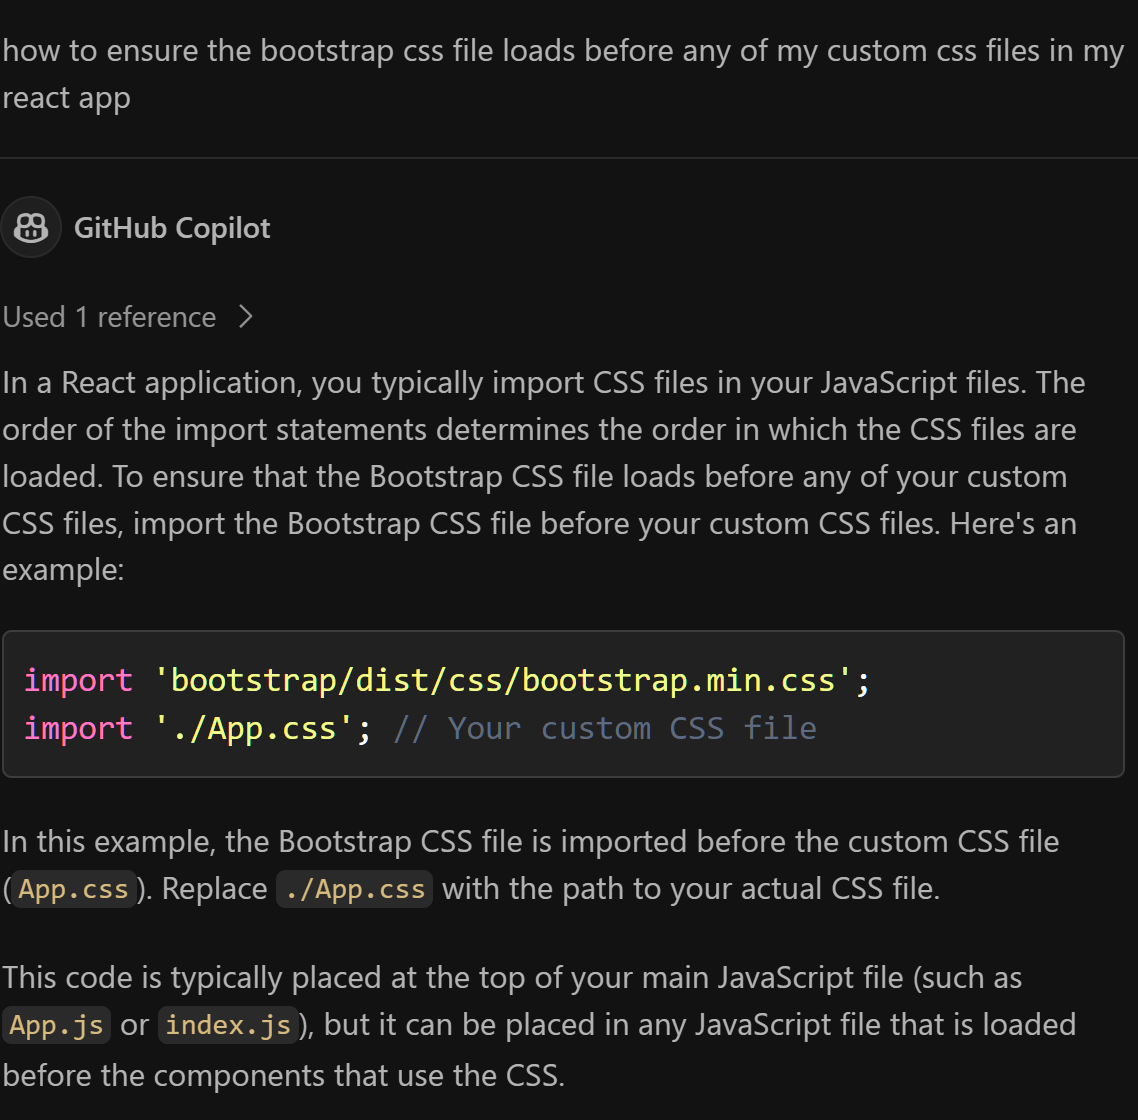 how to ensure the bootstrap css file loads before any of my custom css files in my
react app
GitHub Copilot
Used 1 reference
In a React application, you typically import CSS files in your JavaScript files. The
order of the import statements determines the order in which the CSS files are
loaded. To ensure that the Bootstrap CSS file loads before any of your custom
CSS files, import the Bootstrap CSS file before your custom CSS files. Here's an
example:
import 'bootstrap/dist/css/bootstrap.min.css';
import './App.css'; // Your custom CSS file
In this example, the Bootstrap CSS file is imported before the custom CSS file
(App.css). Replace ./App.css with the path to your actual CSS file.
This code is typically placed at the top of your main JavaScript file (such as
App.js or index.js), but it can be placed in any JavaScript file that is loaded
before the components that use the CSS.